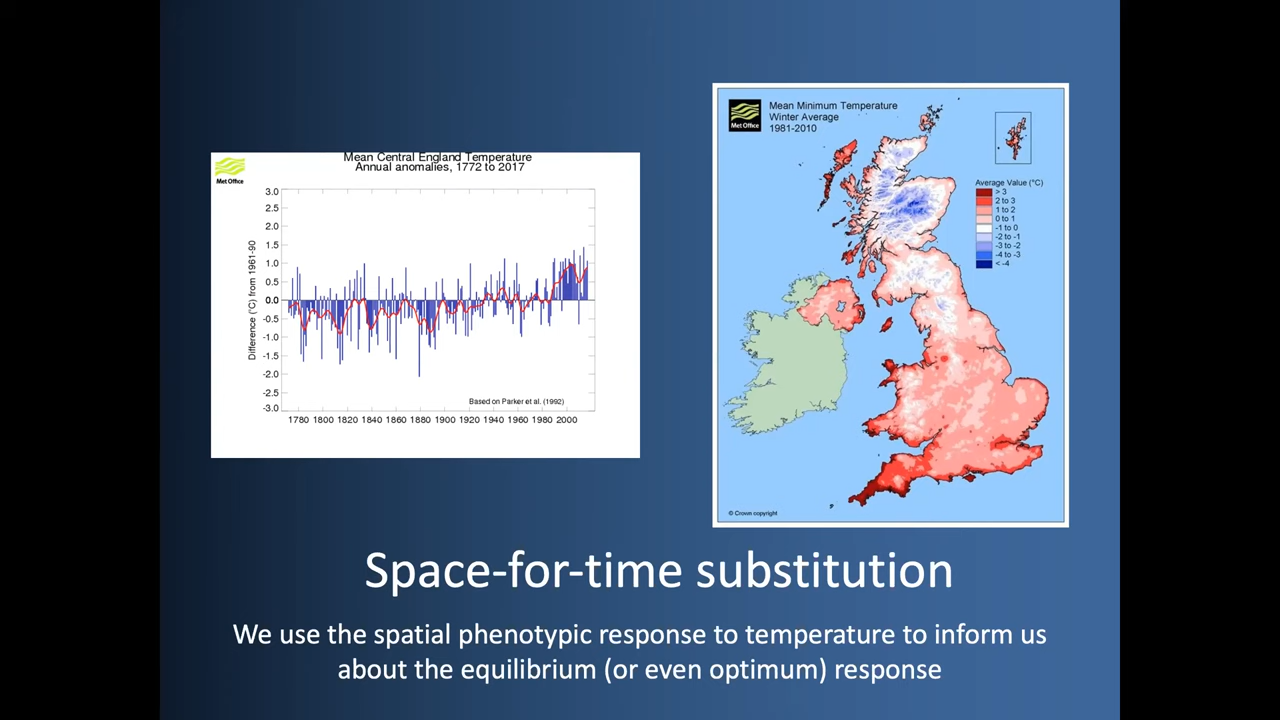 Met Office
Mean Central England Temperature
Annual anomalies, 1772 to 2017
Difference (°C) from 1961-90
3.0
2.5
2.0
1.5
1.0
0.5
0.0
-0.5
-1.0
-1.5
-2.0
-2.5
-3.0
Based on Parker et al. (1992)
1780 1800 1820 1840 1860 1880 1900 1920 1940 1960 1980 2000
Met Office
Mean Minimum Temperature
Winter Average
1981-2010
Average Value (°C)
> 3
2 to 3
1 to 2
0 to 1
-1 to 0
-2 to -1
-3 to -2
-4 to -3
< -4
© Crown copyright
Space-for-time substitution
We use the spatial phenotypic response to temperature to inform us
about the equilibrium (or even optimum) response